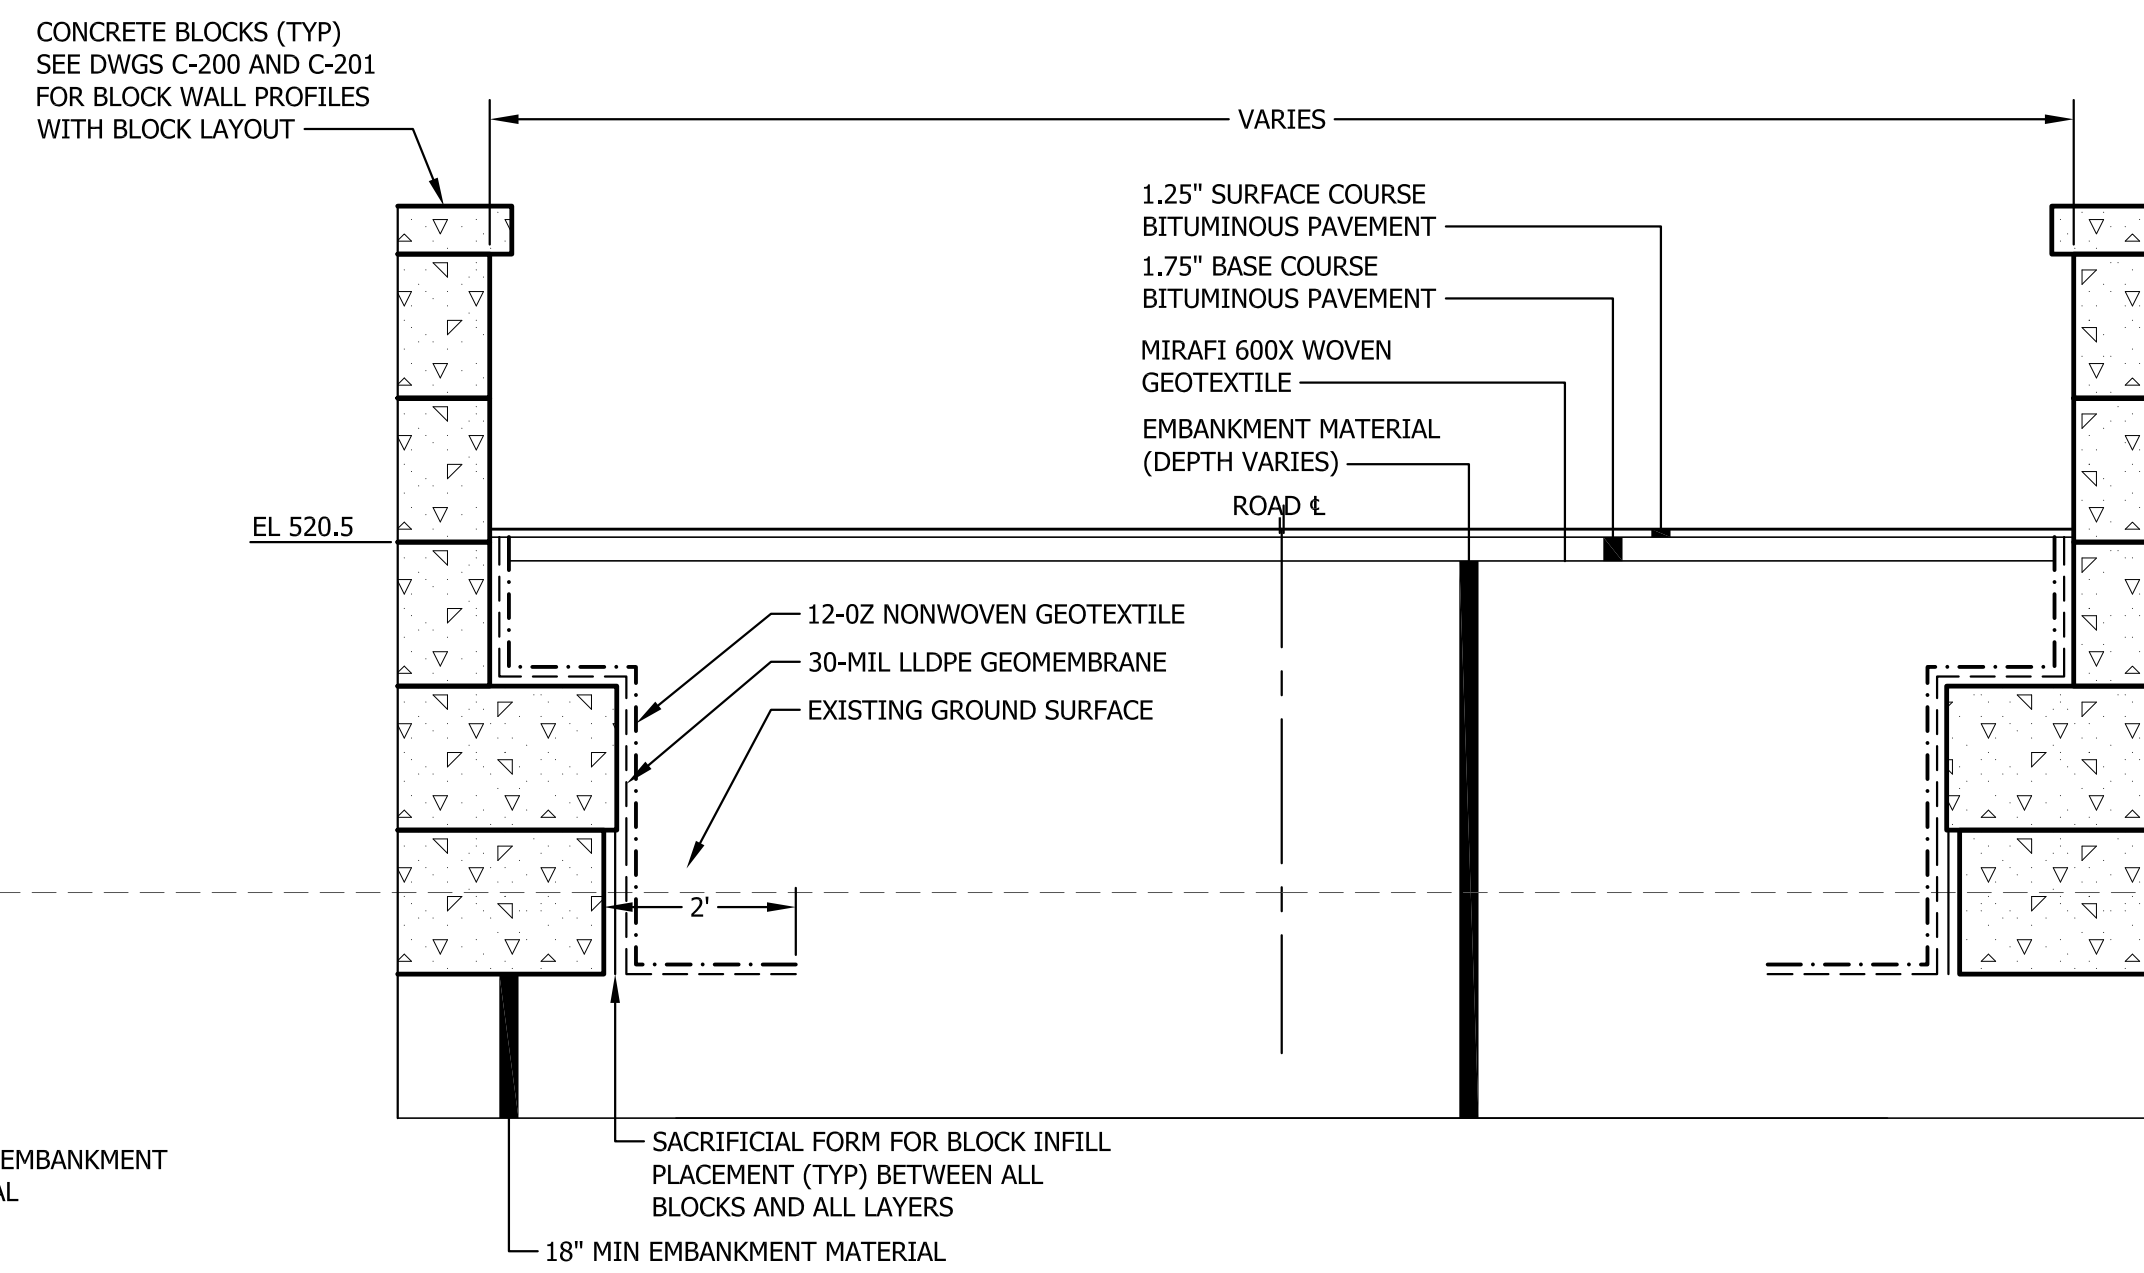 CONCRETE BLOCKS (TYP)
SEE DWGS C-200 AND C-201
FOR BLOCK WALL PROFILES
WITH BLOCK LAYOUT
VARIES
1.25" SURFACE COURSE
BITUMINOUS PAVEMENT
1.75" BASE COURSE
BITUMINOUS PAVEMENT
MIRAFI 600X WOVEN
GEOTEXTILE
EMBANKMENT MATERIAL
(DEPTH VARIES)
ROAD ℄
EL 520.5
12-0Z NONWOVEN GEOTEXTILE
30-MIL LLDPE GEOMEMBRANE
EXISTING GROUND SURFACE
2'
SACRIFICIAL FORM FOR BLOCK INFILL
PLACEMENT (TYP) BETWEEN ALL
BLOCKS AND ALL LAYERS
EMBANKMENT
AL
18" MIN EMBANKMENT MATERIAL